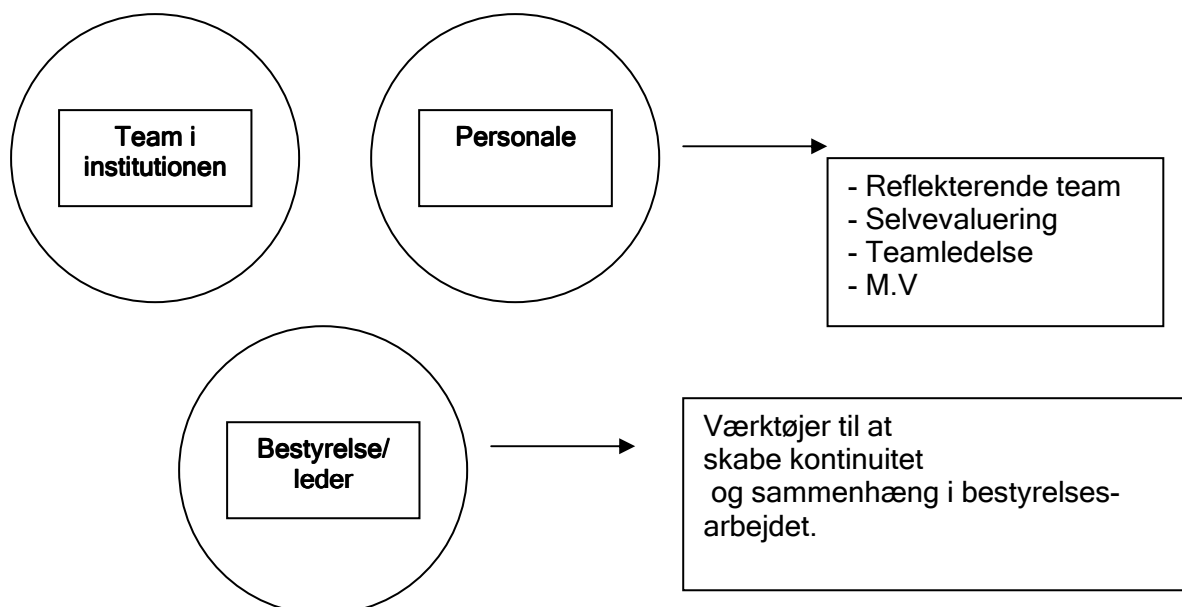 Team i
institutionen
Personale
- Reflekterende team
- Selvevaluering
- Teamledelse
- M.V
Bestyrelse/
leder
Værktøjer til at
skabe kontinuitet
og sammenhæng i bestyrelses-
arbejdet.